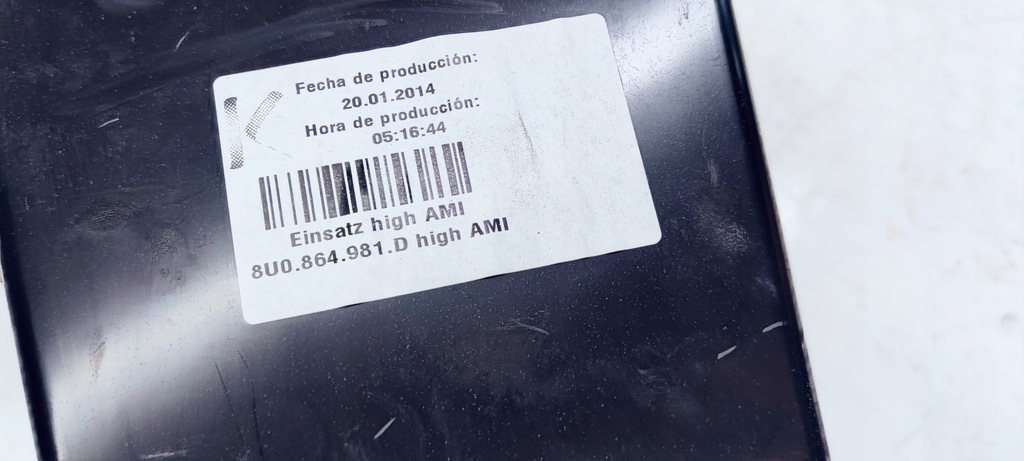 K
Fecha de producción:
20.01.2014
Hora de producción:
05:16:44
Einsatz high AMI
8U0.864.981.D high AMI